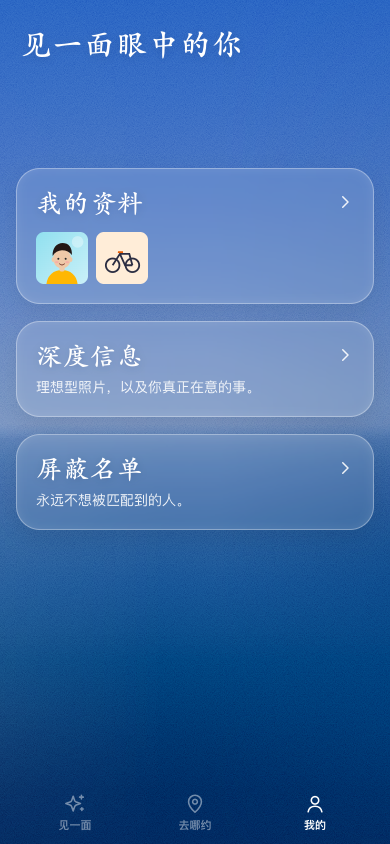 见一面眼中的你
我的资料
深度信息
理想型照片，以及你真正在意的事。
屏蔽名单
永远不想被匹配到的人。
见一面
去哪约
我的